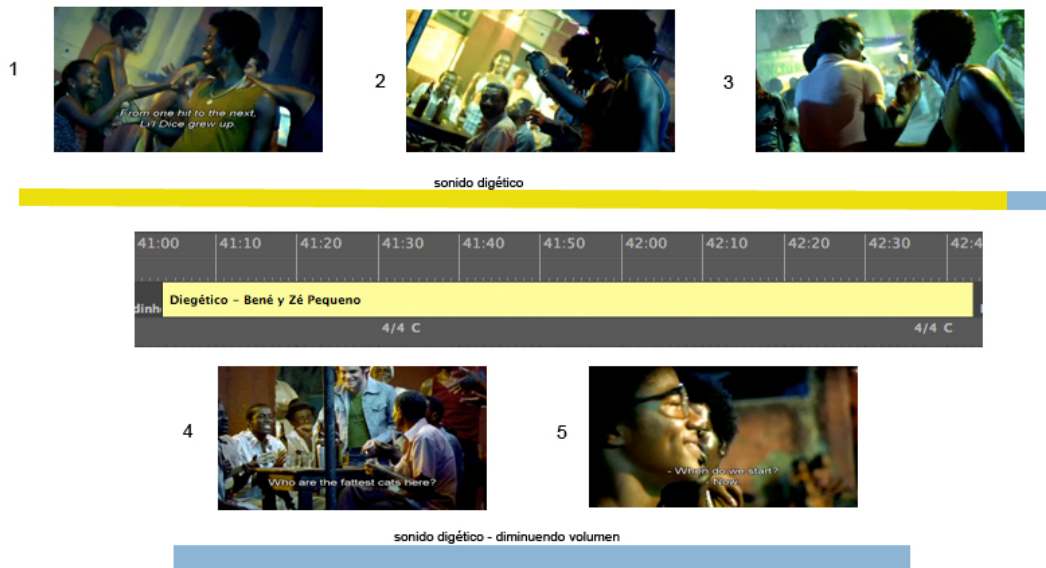 1
2
3
From one hit to the next,
Li'l Dice grew up.
sonido digético
41:00 41:10 41:20 41:30 41:40 41:50 42:00 42:10 42:20 42:30 42:4
dinh Diegético – Bené y Zé Pequeno
4/4 C 4/4 C
4
5
Who are the fattest cats here?
- When do we start?
- Now.
sonido digético - diminuendo volumen